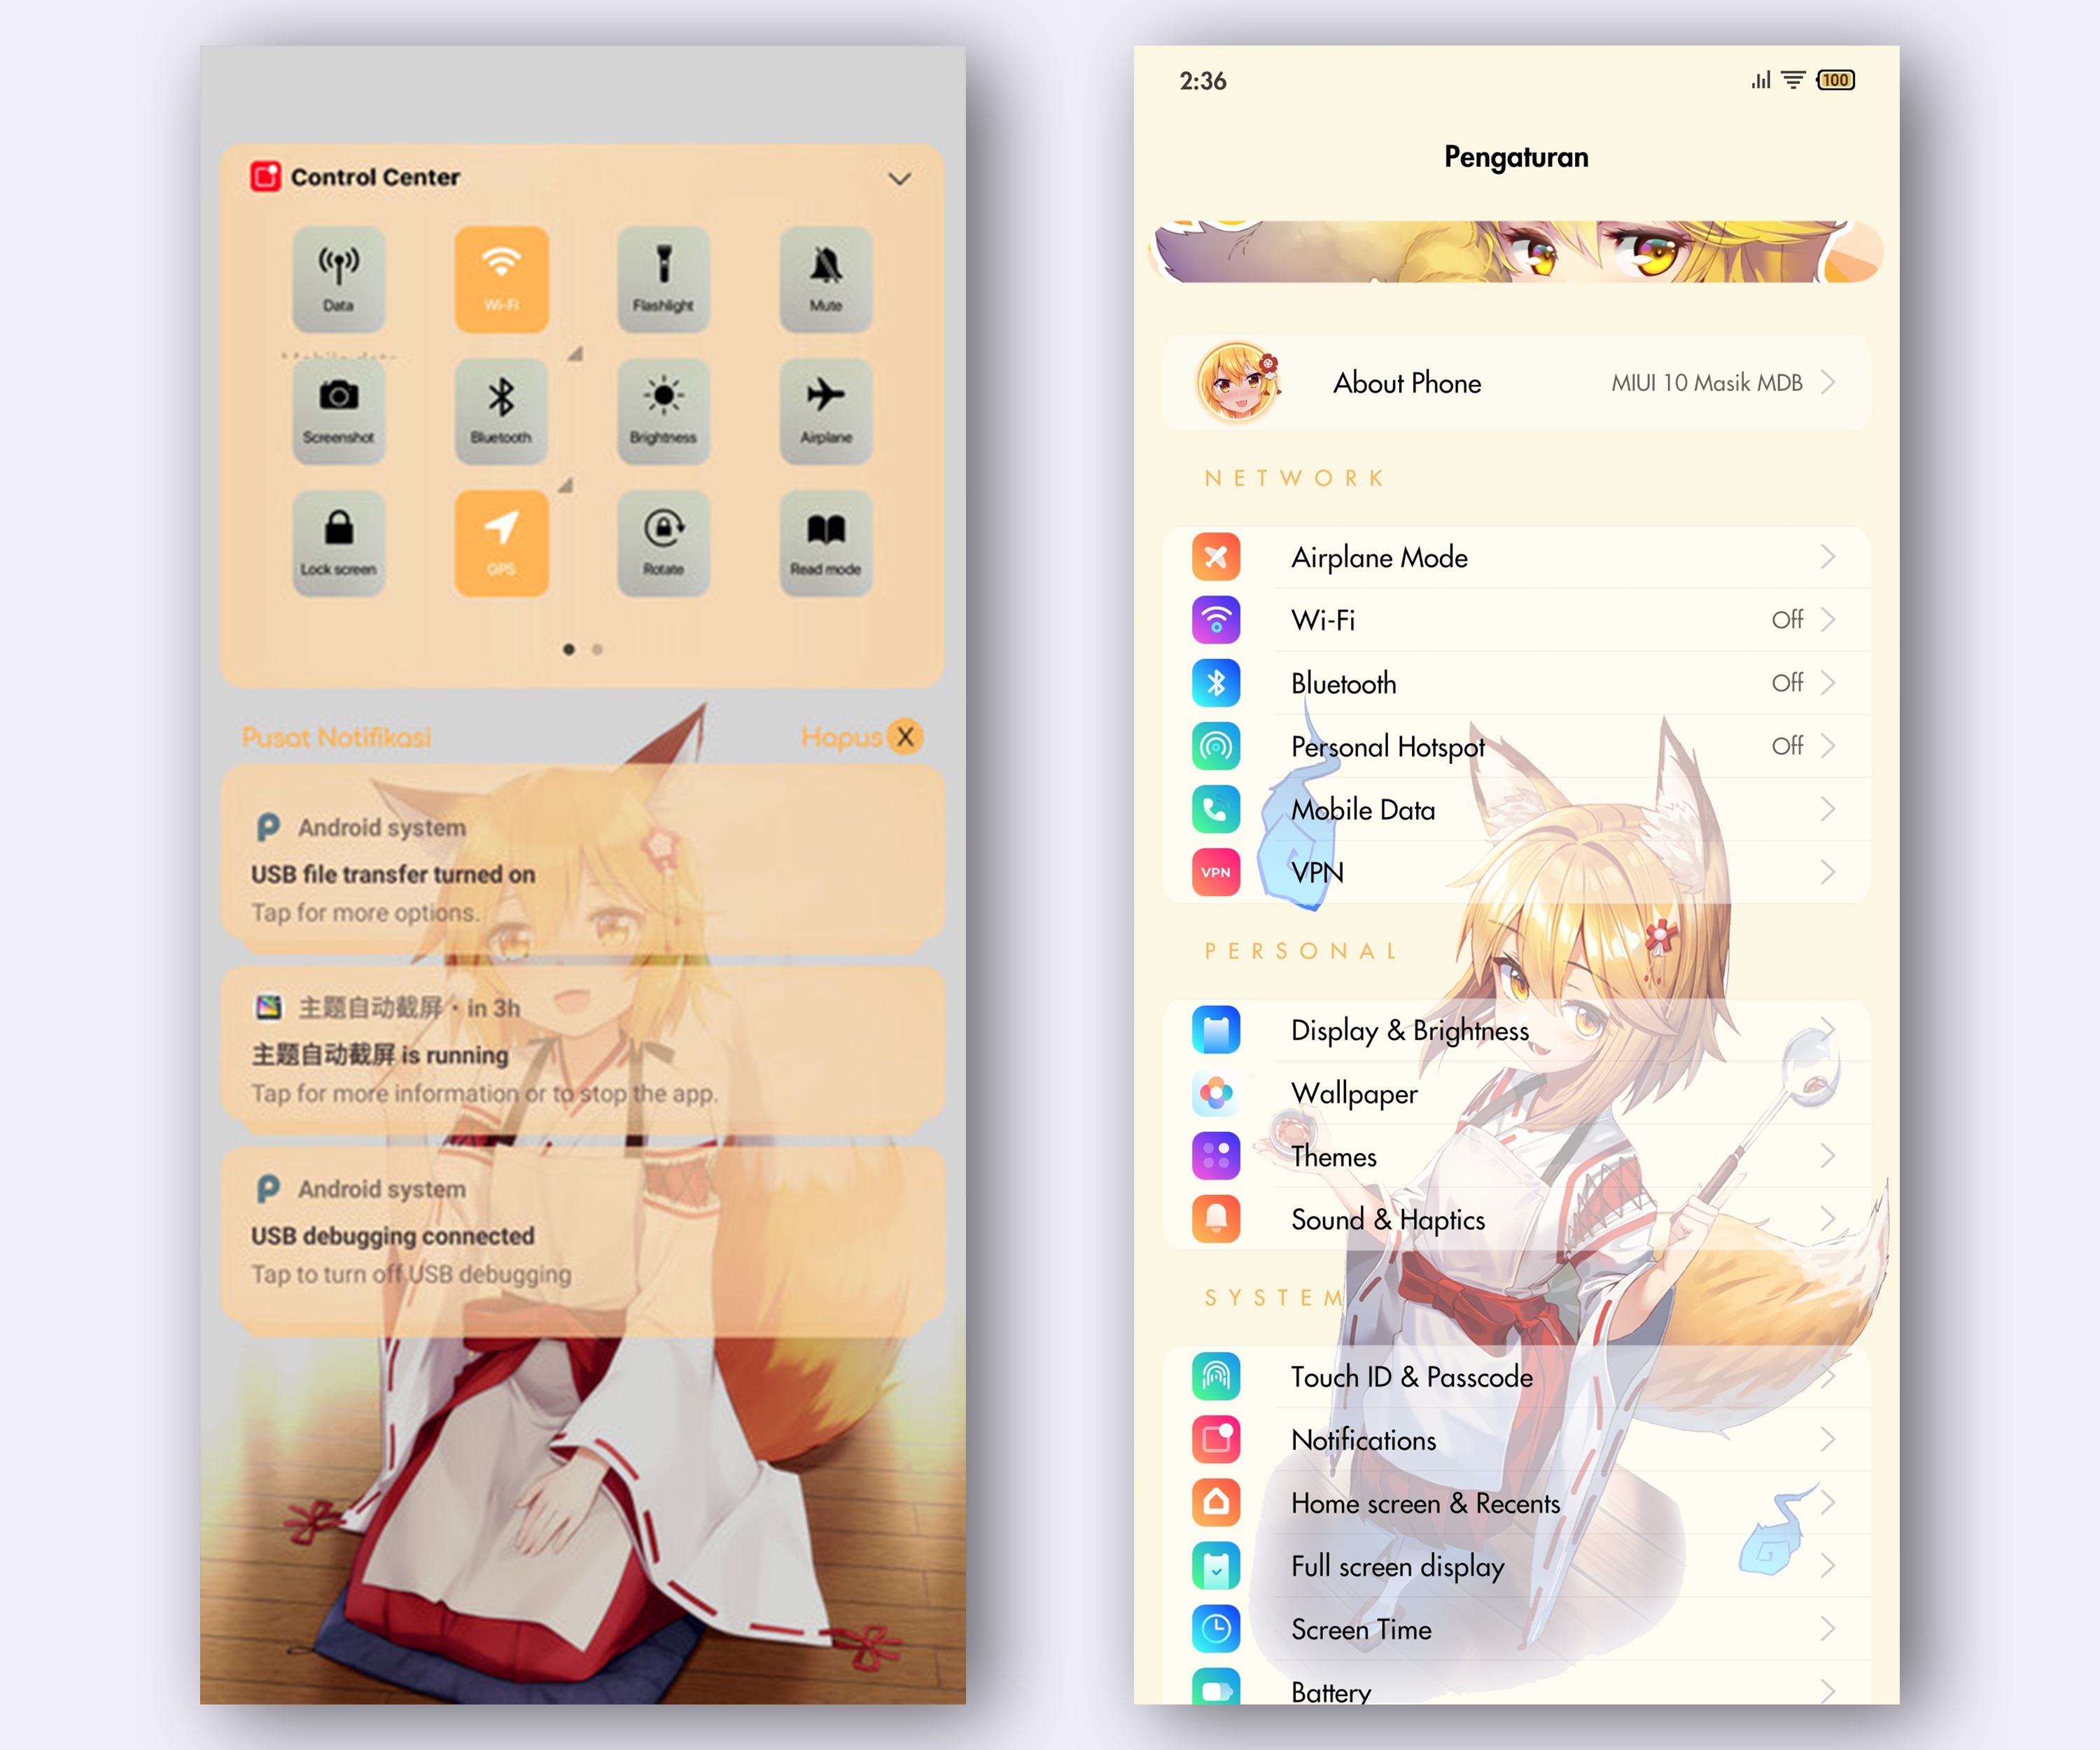 Control Center
Data
Wi-Fi
Flashlight
Mute
Mobile data
Screenshot
Bluetooth
Brightness
Airplane
Lock screen
GPS
Rotate
Read mode
Pusat Notifikasi
Hapus X
Android system
USB file transfer turned on
Tap for more options.
主题自动截屏 · in 3h
主题自动截屏 is running
Tap for more information or to stop the app.
Android system
USB debugging connected
Tap to turn off USB debugging
2:36
100
Pengaturan
About Phone MIUI 10 Masik MDB
NETWORK
Airplane Mode
Wi-Fi Off
Bluetooth Off
Personal Hotspot Off
Mobile Data
VPN VPN
PERSONAL
Display & Brightness
Wallpaper
Themes
Sound & Haptics
SYSTEM
Touch ID & Passcode
Notifications
Home screen & Recents
Full screen display
Screen Time
Battery